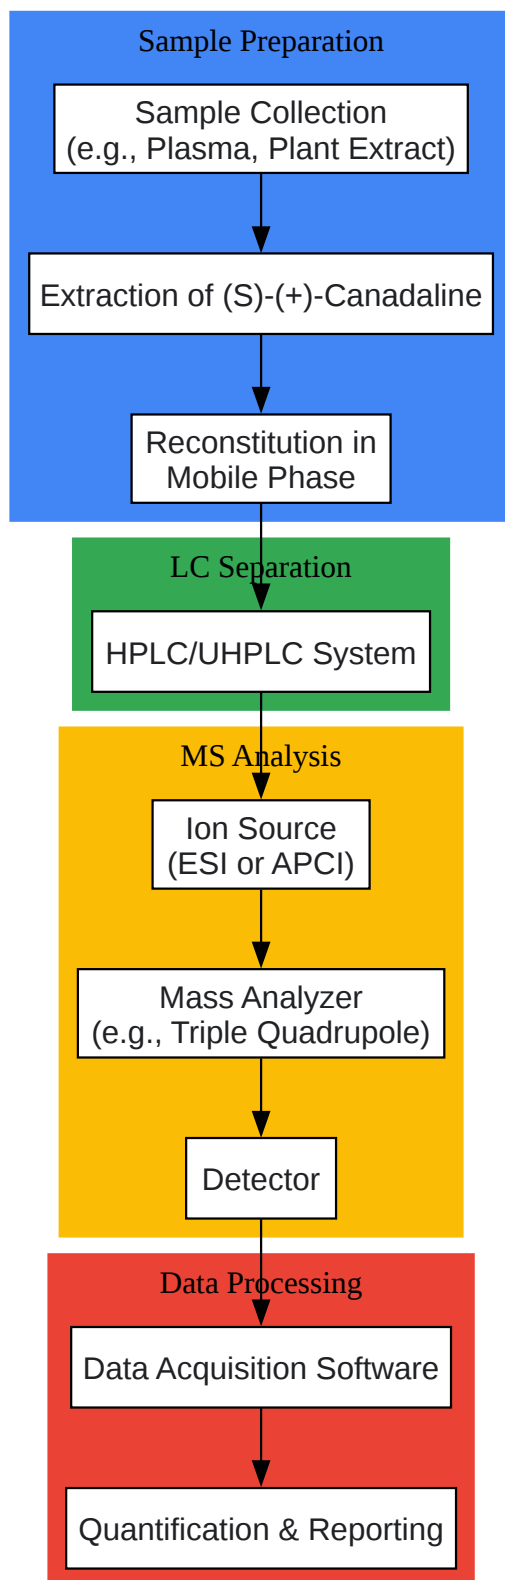 Sample Preparation
Sample Collection
(e.g., Plasma, Plant Extract)
Extraction of (S)-(+)-Canadaline
Reconstitution in
Mobile Phase
LC Separation
HPLC/UHPLC System
MS Analysis
Ion Source
(ESI or APCI)
Mass Analyzer
(e.g., Triple Quadrupole)
Detector
Data Processing
Data Acquisition Software
Quantification & Reporting